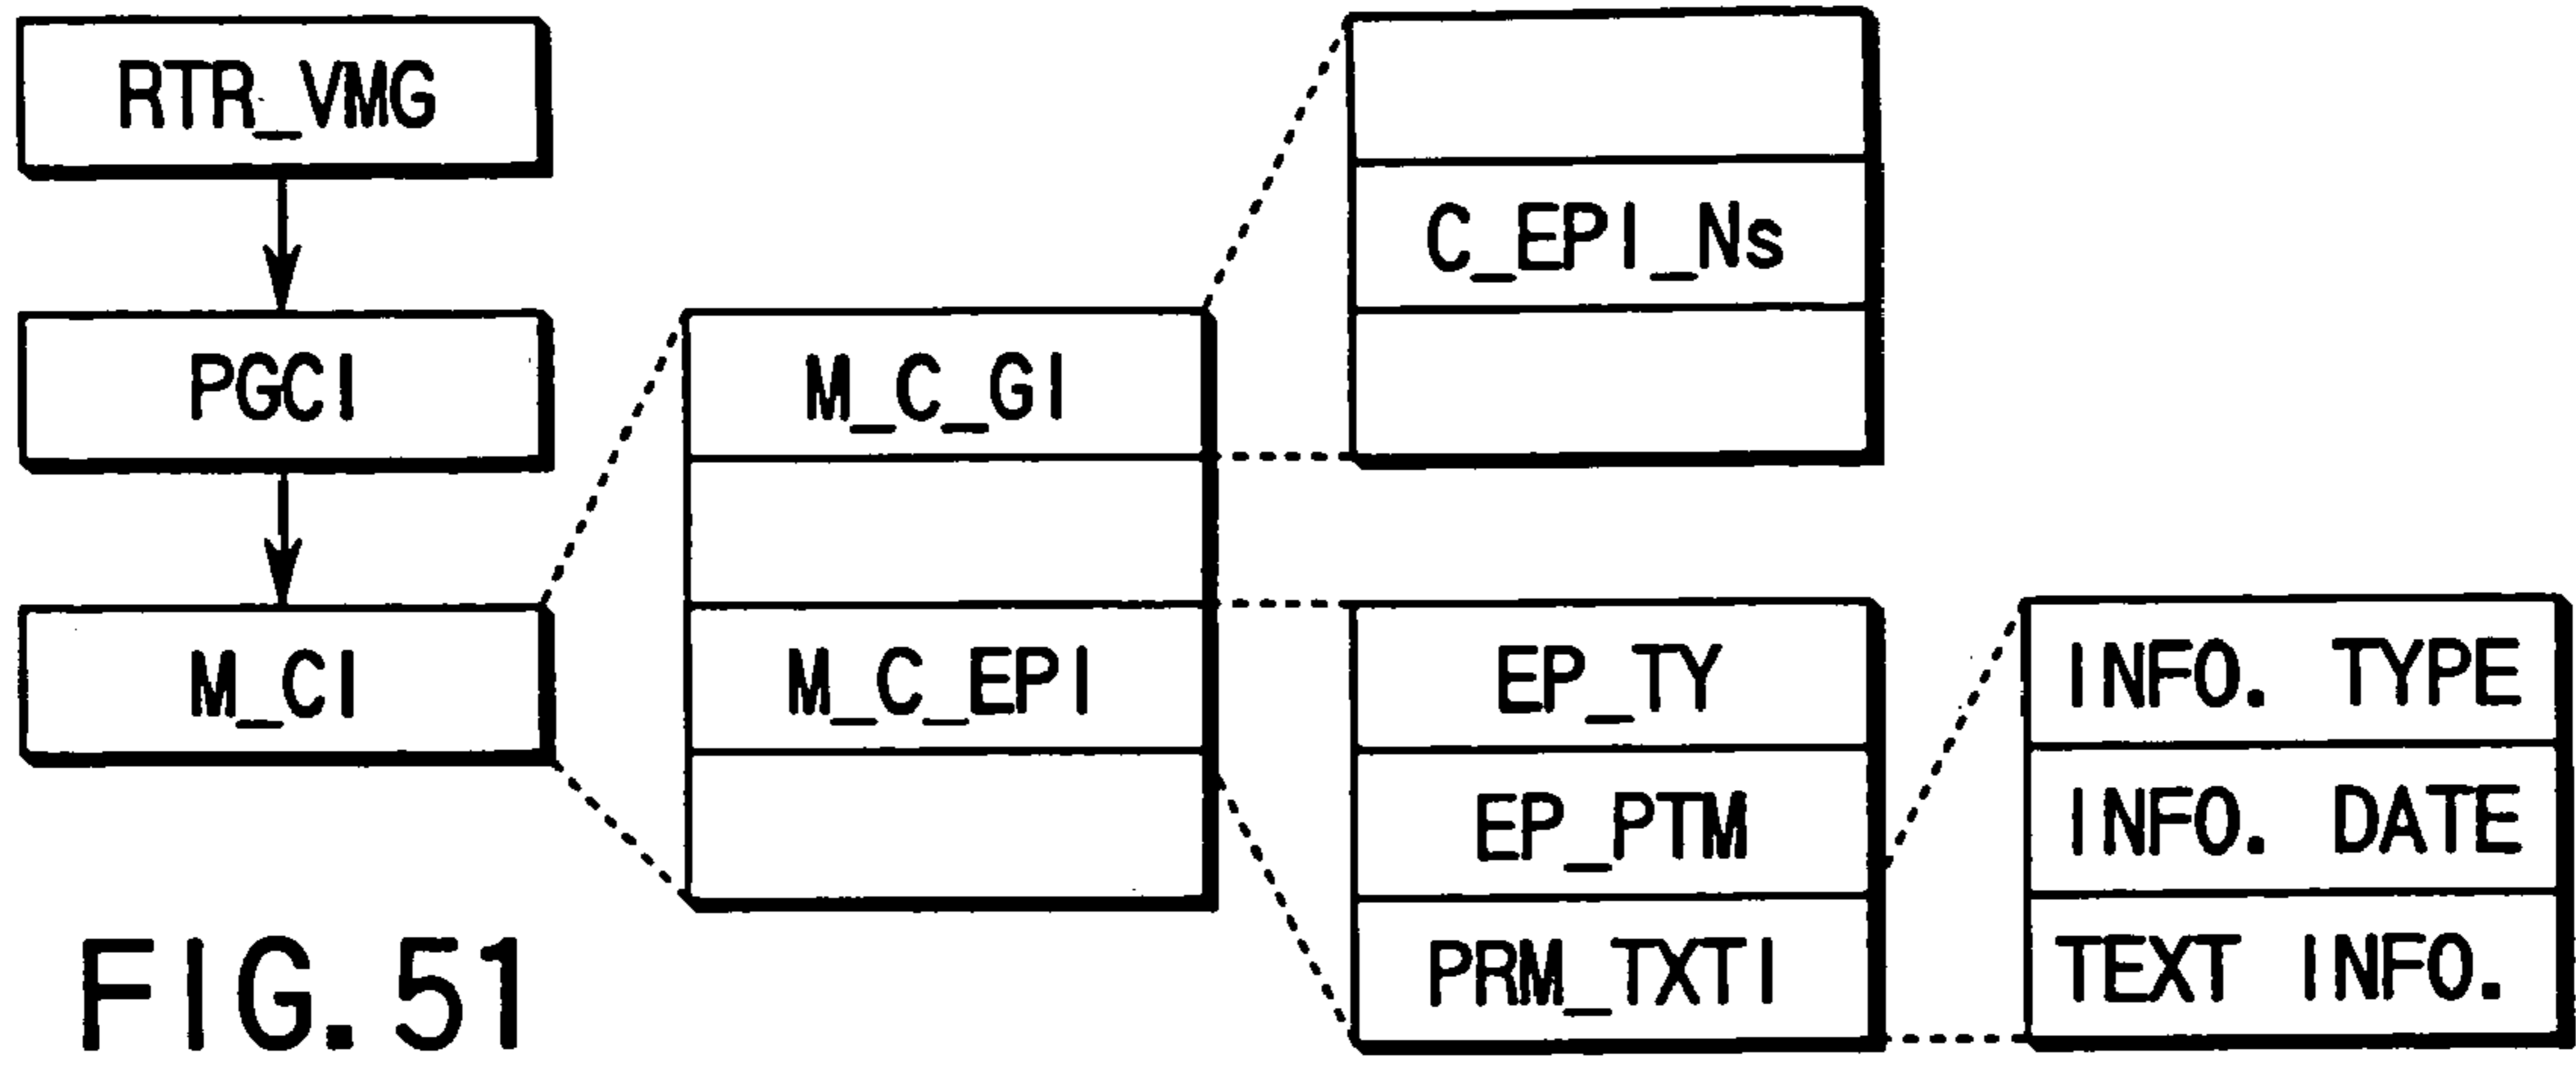 RTR_VMG
PGCI
M_CI
M_C_GI
M_C_EPI
C_EPI_Ns
EP_TY
EP_PTM
PRM_TXTI
INFO. TYPE
INFO. DATE
TEXT INFO.
FIG. 51